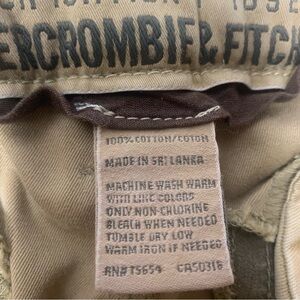 ERCROMBIE & FITCH
100% COTTON/COTON
MADE IN SRI LANKA
MACHINE WASH WARM
WITH LIKE COLORS
ONLY NON-CHLORINE
BLEACH WHEN NEEDED
TUMBLE DRY LOW
WARM IRON IF NEEDED
RN#75654 CA50316